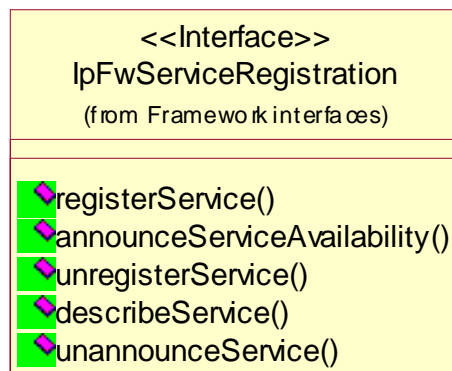 <<Interface>>
IpFwServiceRegistration
(from Framework interfaces)
registerService()
announceServiceAvailability()
unregisterService()
describeService()
unannounceService()